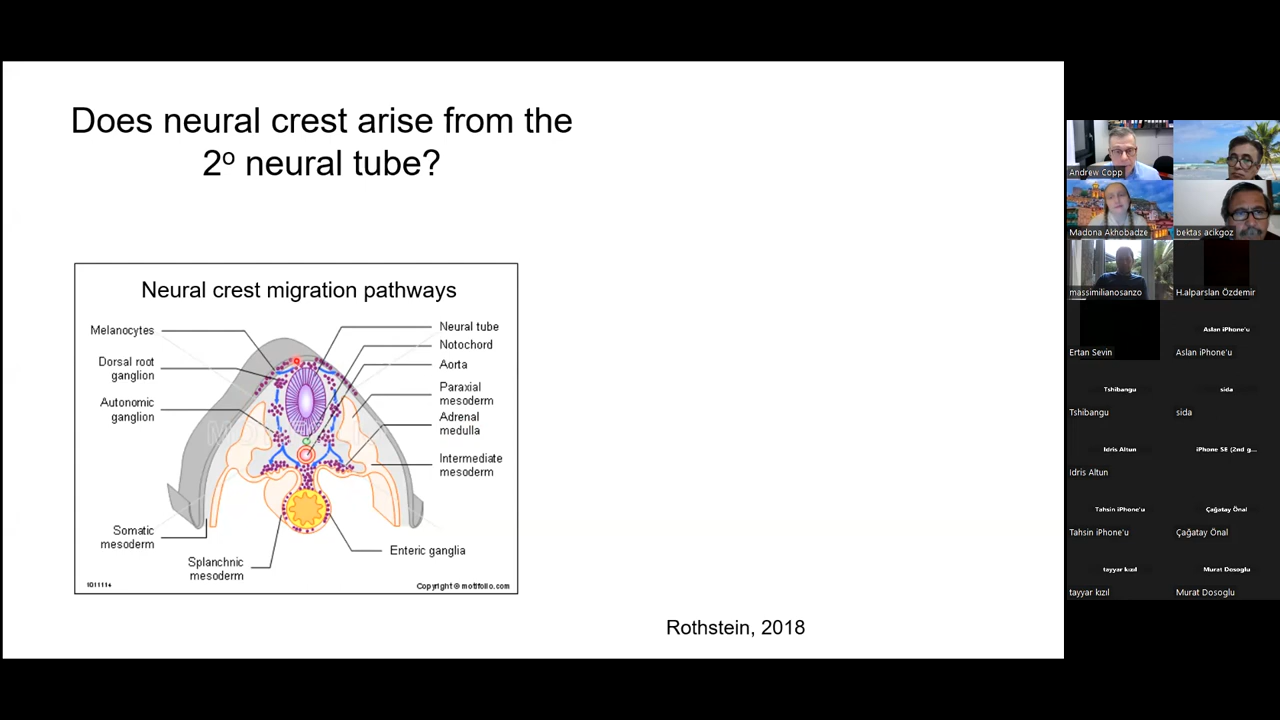 Does neural crest arise from the
2º neural tube?
Neural crest migration pathways
Melanocytes
Dorsal root
ganglion
Autonomic
ganglion
Somatic
mesoderm
Splanchnic
mesoderm
Neural tube
Notochord
Aorta
Paraxial
mesoderm
Adrenal
medulla
Intermediate
mesoderm
Enteric ganglia
Copyright © motifolio.com
Rothstein, 2018
Andrew Copp
Madona Akhobadze
bektas acikgoz
massimilianosanzo
H.alparslan Özdemir
Ertan Sevin
Aslan iPhone'u
Aslan iPhone'u
Tshibangu
Tshibangu
sida
sida
Idris Altun
Idris Altun
iPhone SE (2nd g...
Tahsin iPhone'u
Tahsin iPhone'u
Çağatay Önal
Çağatay Önal
tayyar kızıl
tayyar kızıl
Murat Dosoglu
Murat Dosoglu